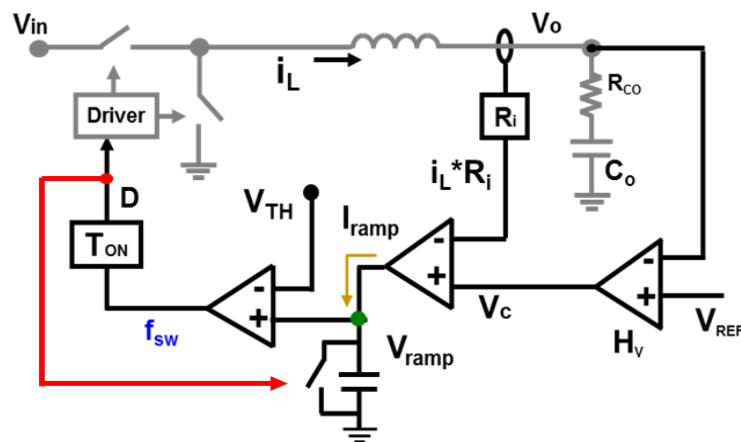 Vin
Vo
iL
RCO
Driver
Ri
Co
iL*Ri
D
VTH
Iramp
TON
-
+
-
+
-
+
fsw
Vc
Vramp
Hv
VREF